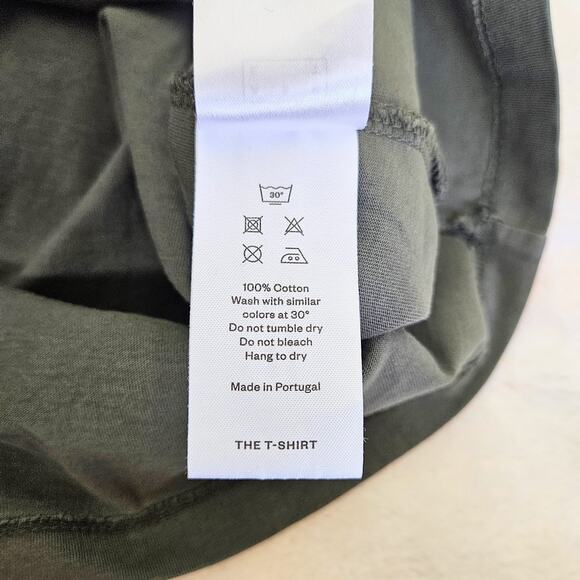 30°
100% Cotton
Wash with similar
colors at 30°
Do not tumble dry
Do not bleach
Hang to dry
Made in Portugal
THE T-SHIRT